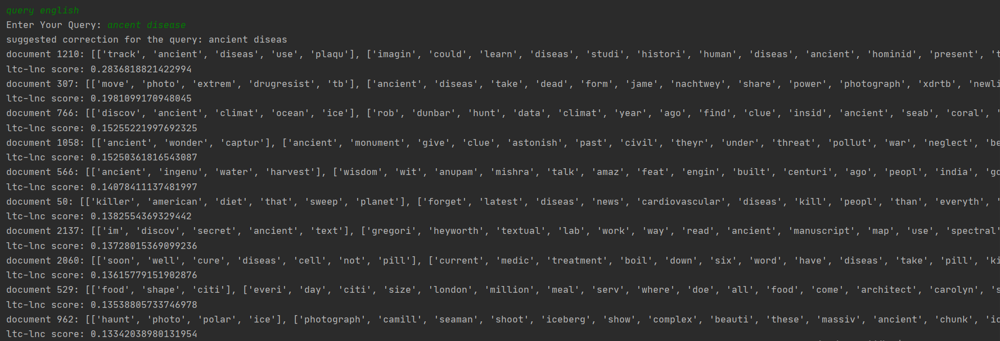 query english
Enter Your Query: ancent disease
suggested correction for the query: ancient diseas
document 1210: [['track', 'ancient', 'diseas', 'use', 'plaqu'], ['imagin', 'could', 'learn', 'diseas', 'studi', 'histori', 'human', 'diseas', 'ancient', 'hominid', 'present', 't
ltc-lnc score: 0.2836818821422994
document 307: [['move', 'photo', 'extrem', 'drugresist', 'tb'], ['ancient', 'diseas', 'take', 'dead', 'form', 'jame', 'nachtwey', 'share', 'power', 'photograph', 'xdrtb', 'newli
ltc-lnc score: 0.1981099170948045
document 766: [['discov', 'ancient', 'climat', 'ocean', 'ice'], ['rob', 'dunbar', 'hunt', 'data', 'climat', 'year', 'ago', 'find', 'clue', 'insid', 'ancient', 'seab', 'coral', '
ltc-lnc score: 0.15255221997692325
document 1058: [['ancient', 'wonder', 'captur'], ['ancient', 'monument', 'give', 'clue', 'astonish', 'past', 'civil', 'theyr', 'under', 'threat', 'pollut', 'war', 'neglect', 'be
ltc-lnc score: 0.15250361816543087
document 566: [['ancient', 'ingenu', 'water', 'harvest'], ['wisdom', 'wit', 'anupam', 'mishra', 'talk', 'amaz', 'feat', 'engin', 'built', 'centuri', 'ago', 'peopl', 'india', 'go
ltc-lnc score: 0.14078411137481997
document 50: [['killer', 'american', 'diet', 'that', 'sweep', 'planet'], ['forget', 'latest', 'diseas', 'news', 'cardiovascular', 'diseas', 'kill', 'peopl', 'than', 'everyth', '
ltc-lnc score: 0.1382554369329442
document 2137: [['im', 'discov', 'secret', 'ancient', 'text'], ['gregori', 'heyworth', 'textual', 'lab', 'work', 'way', 'read', 'ancient', 'manuscript', 'map', 'use', 'spectral'
ltc-lnc score: 0.13728015369099236
document 2060: [['soon', 'well', 'cure', 'diseas', 'cell', 'not', 'pill'], ['current', 'medic', 'treatment', 'boil', 'down', 'six', 'word', 'have', 'diseas', 'take', 'pill', 'ki
ltc-lnc score: 0.13615779151902876
document 529: [['food', 'shape', 'citi'], ['everi', 'day', 'citi', 'size', 'london', 'million', 'meal', 'serv', 'where', 'doe', 'all', 'food', 'come', 'architect', 'carolyn', 's
ltc-lnc score: 0.13538805733746978
document 962: [['haunt', 'photo', 'polar', 'ice'], ['photograph', 'camill', 'seaman', 'shoot', 'iceberg', 'show', 'complex', 'beauti', 'these', 'massiv', 'ancient', 'chunk', 'ic
ltc-lnc score: 0.13342038980131954